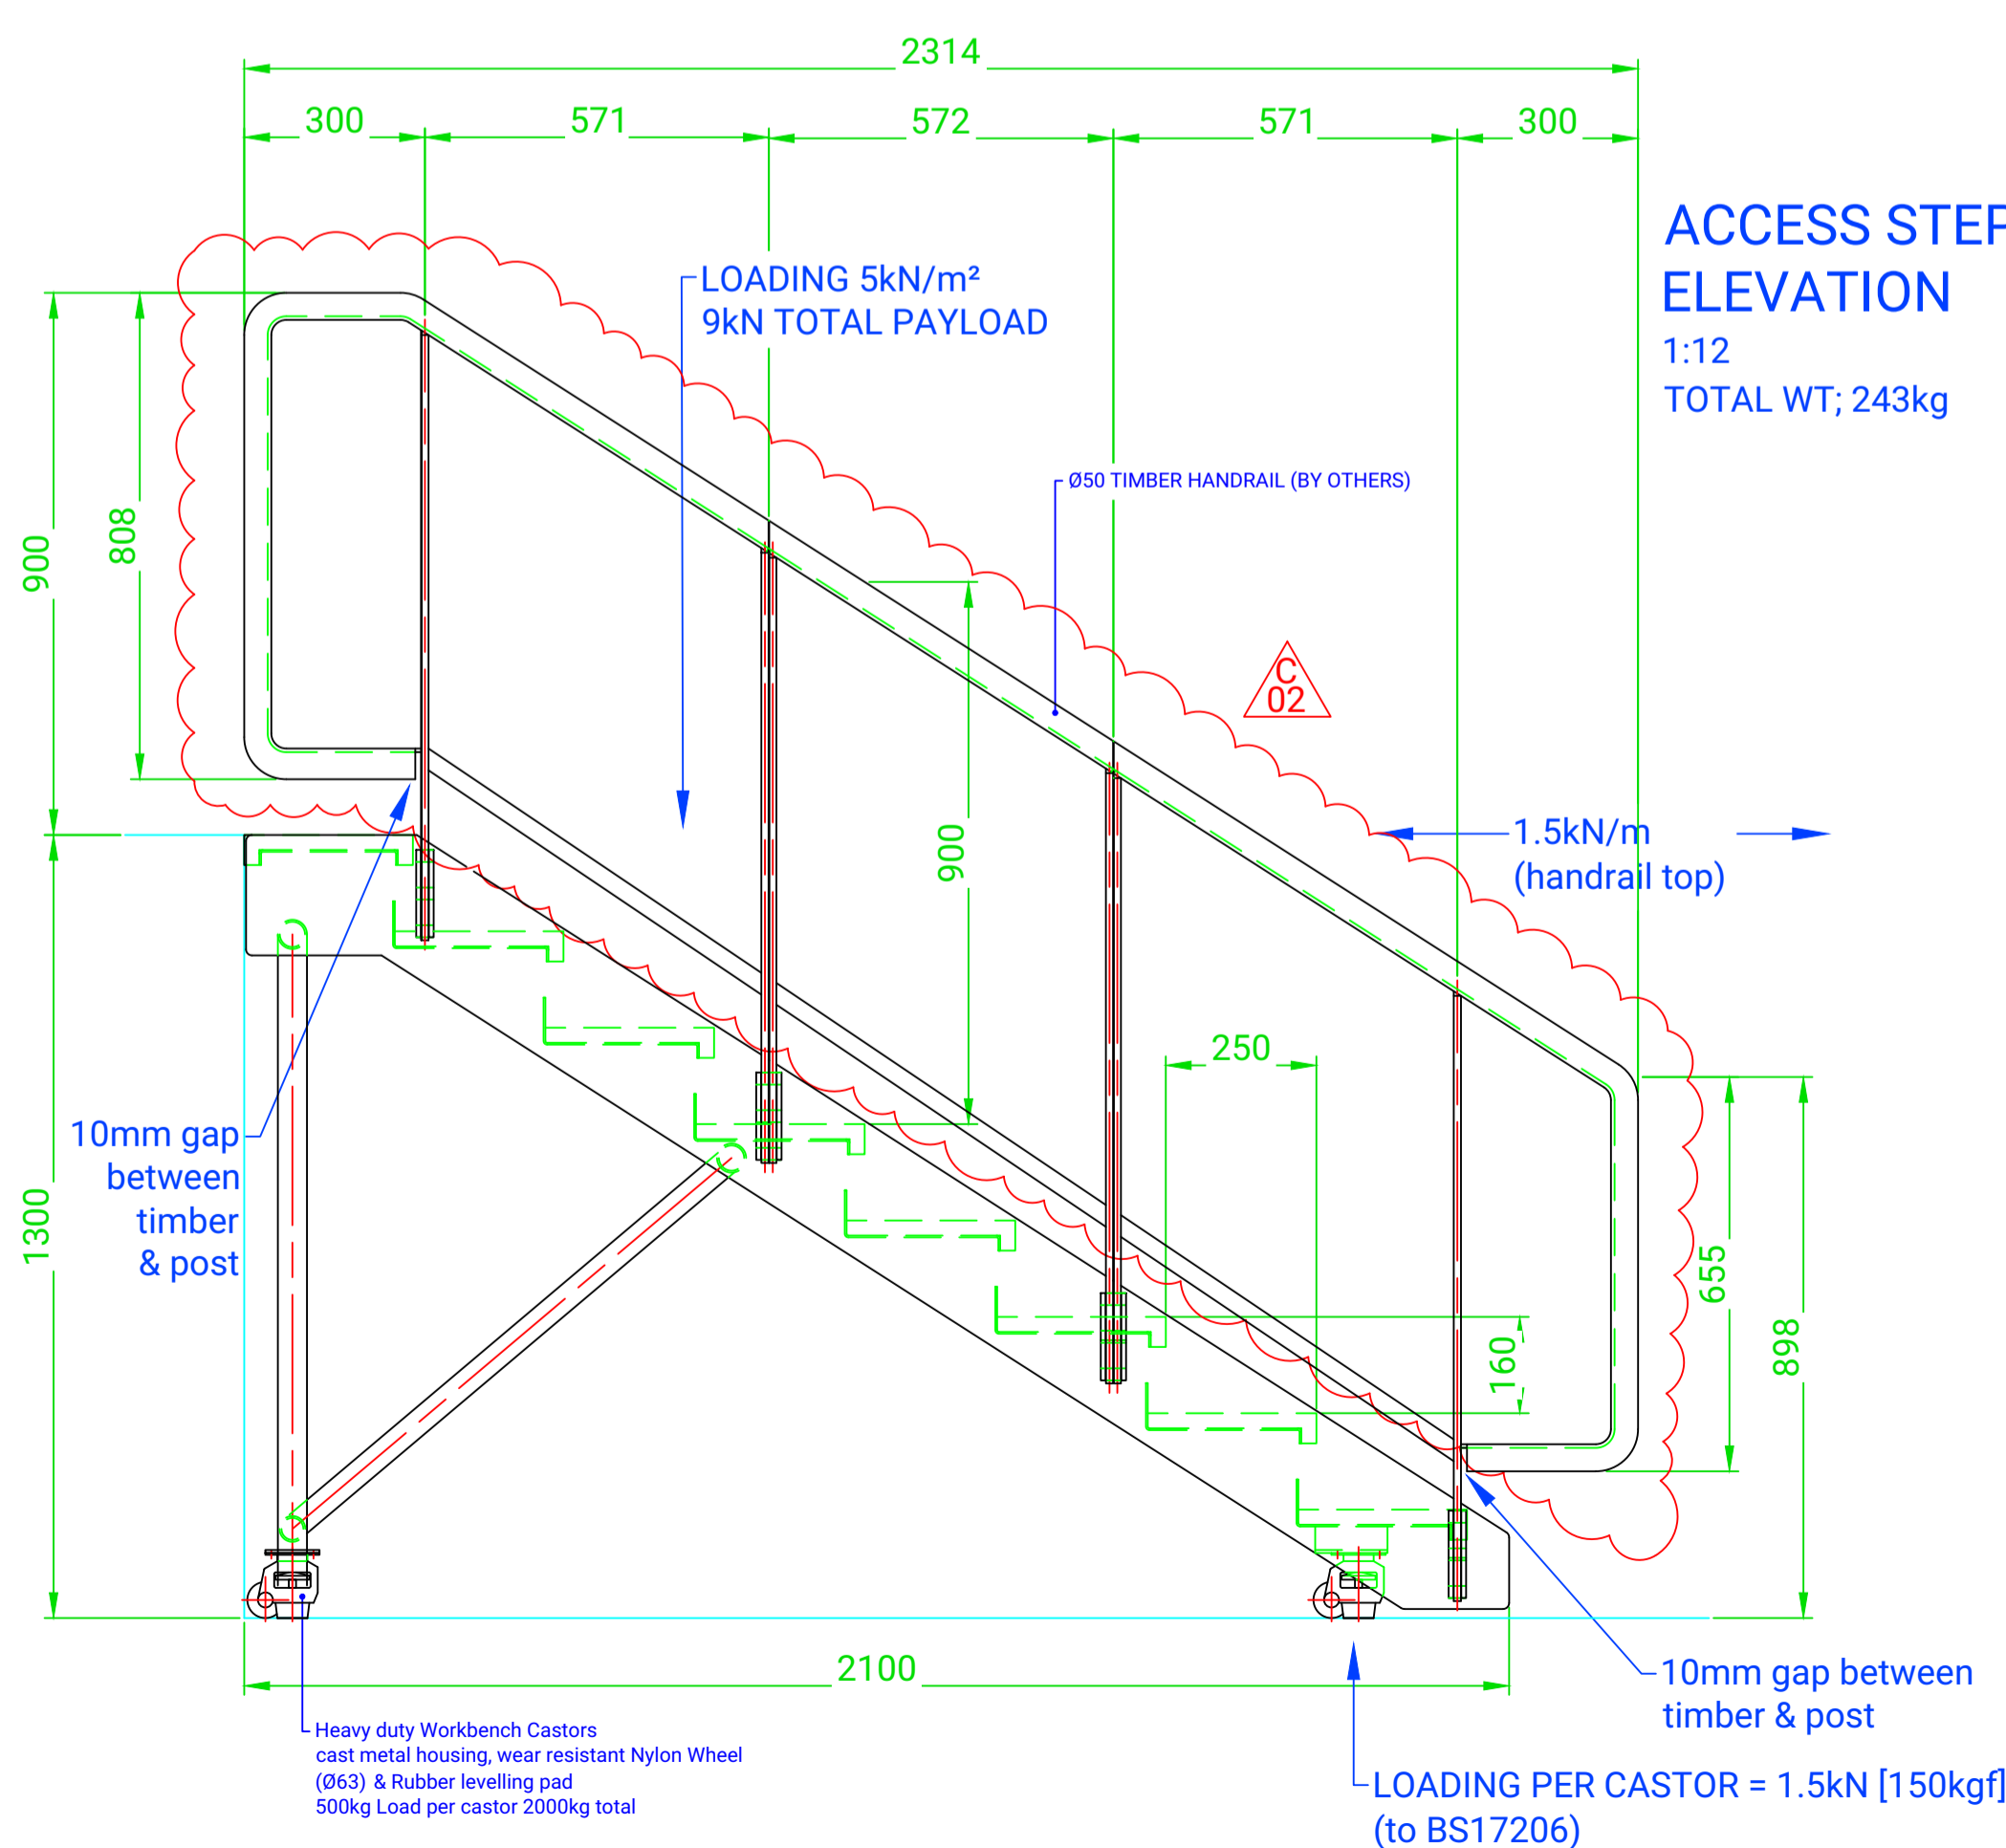 2314
300
571
572
571
300
ACCESS STEP
ELEVATION
1:12
TOTAL WT; 243kg
LOADING 5kN/m²
9kN TOTAL PAYLOAD
Ø50 TIMBER HANDRAIL (BY OTHERS)
900
808
C
02
900
1.5kN/m
(handrail top)
250
10mm gap
between
timber
& post
1300
160
655
898
2100
10mm gap between
timber & post
Heavy duty Workbench Castors
cast metal housing, wear resistant Nylon Wheel
(Ø63) & Rubber levelling pad
500kg Load per castor 2000kg total
LOADING PER CASTOR = 1.5kN [150kgf]
(to BS17206)